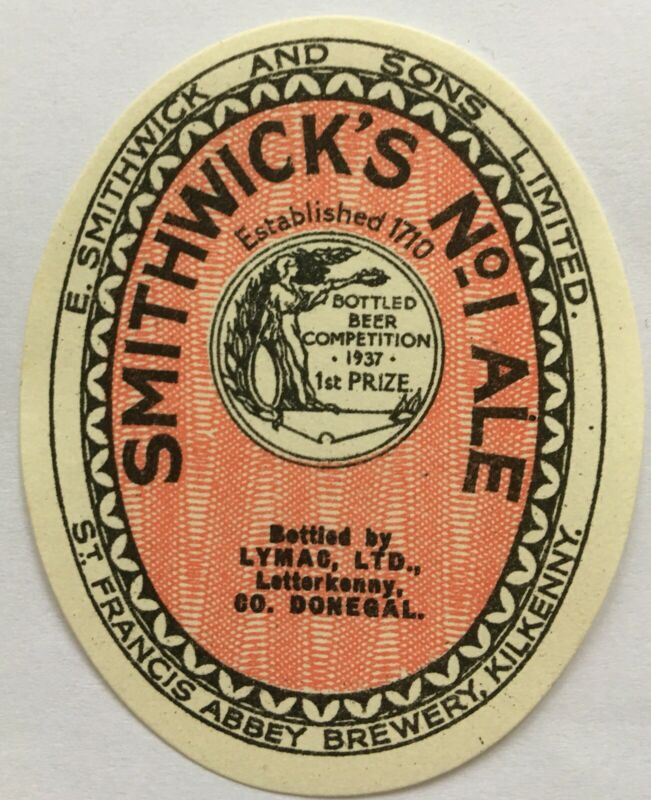 E. SMITHWICK AND SONS LIMITED.
SMITHWICK'S No. 1 ALE
Established 1710
BOTTLED
BEER
COMPETITION
· 1937 ·
1st PRIZE.
Bottled by
LYMAC, LTD.,
Letterkenny,
CO. DONEGAL.
ST. FRANCIS ABBEY BREWERY, KILKENNY.